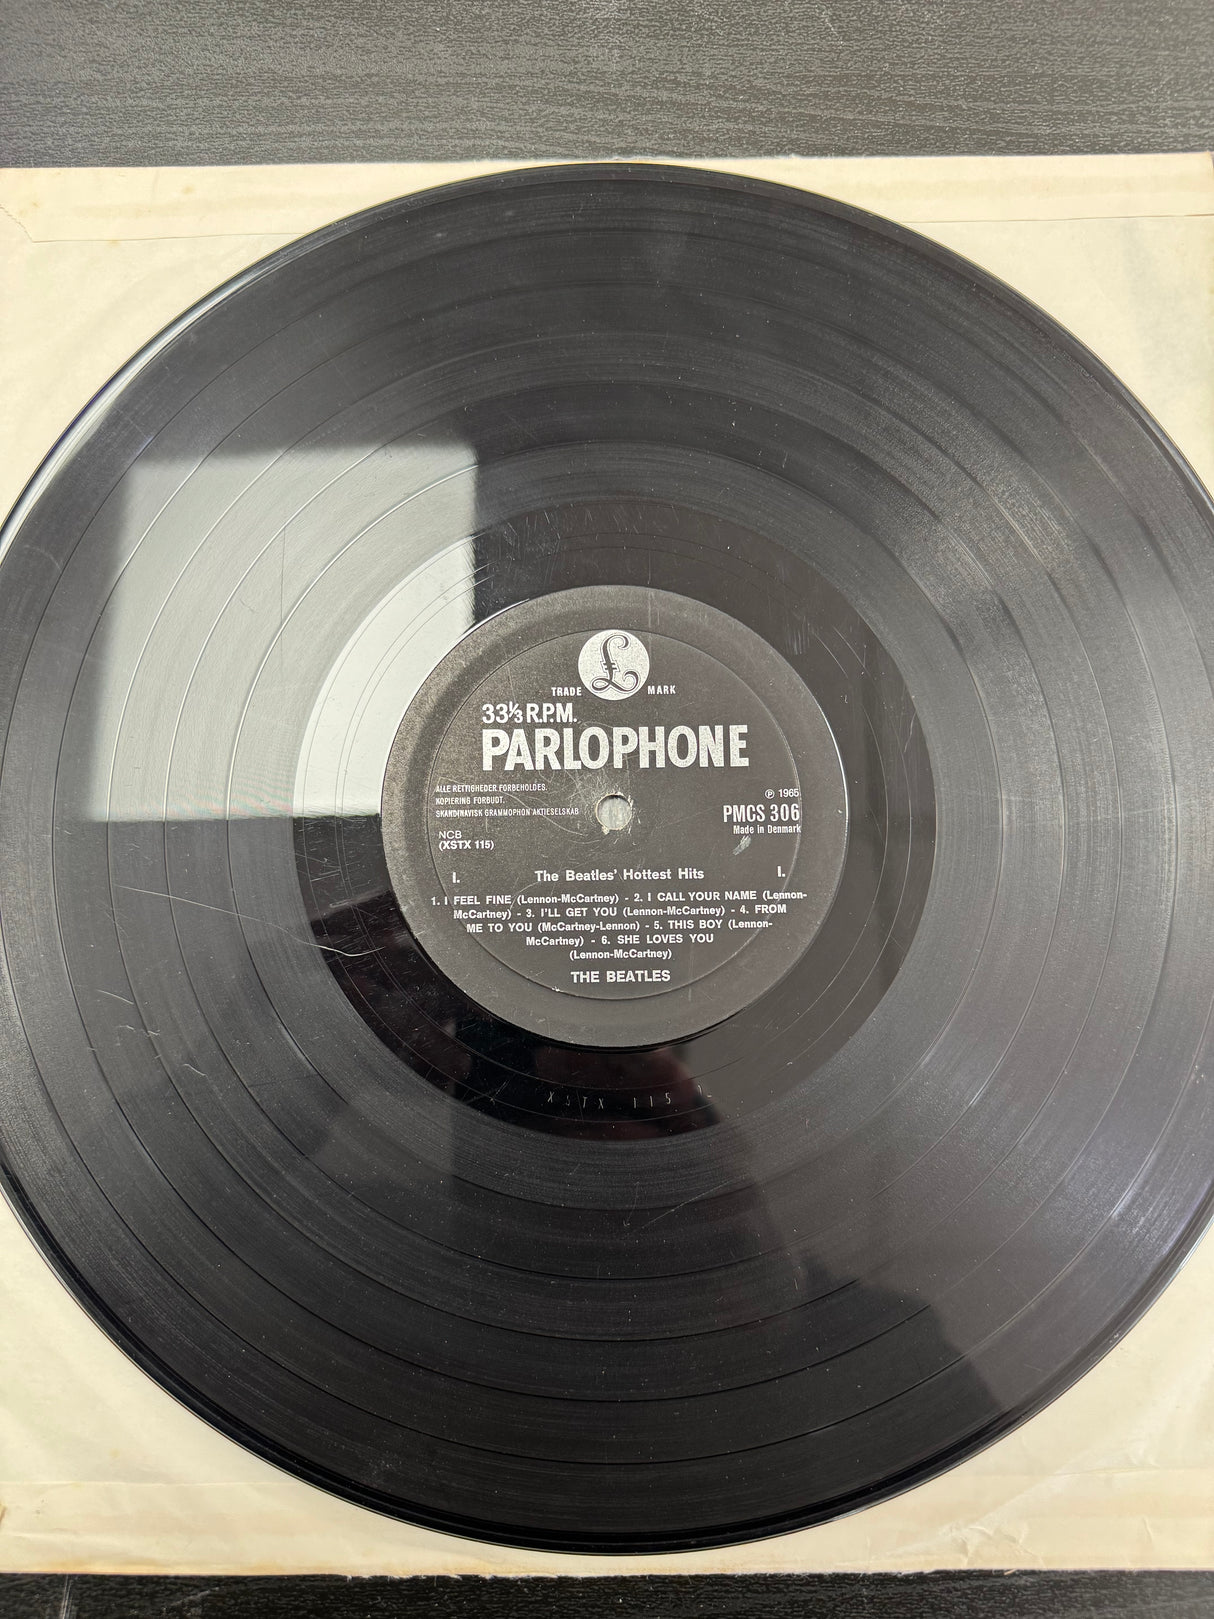 £
TRADE MARK
33⅓ R.P.M.
PARLOPHONE
ALLE RETTIGHEDER FORBEHOLDES.
KOPIERING FORBUDT.
SKANDINAVISK GRAMMOPHON AKTIESELSKAB
NCB
(XSTX 115)
℗ 1965
PMCS 306
Made in Denmark
I. The Beatles' Hottest Hits I.
1. I FEEL FINE (Lennon-McCartney) - 2. I CALL YOUR NAME (Lennon-
McCartney) - 3. I'LL GET YOU (Lennon-McCartney) - 4. FROM
ME TO YOU (McCartney-Lennon) - 5. THIS BOY (Lennon-
McCartney) - 6. SHE LOVES YOU
(Lennon-McCartney)
THE BEATLES
XSTX 115